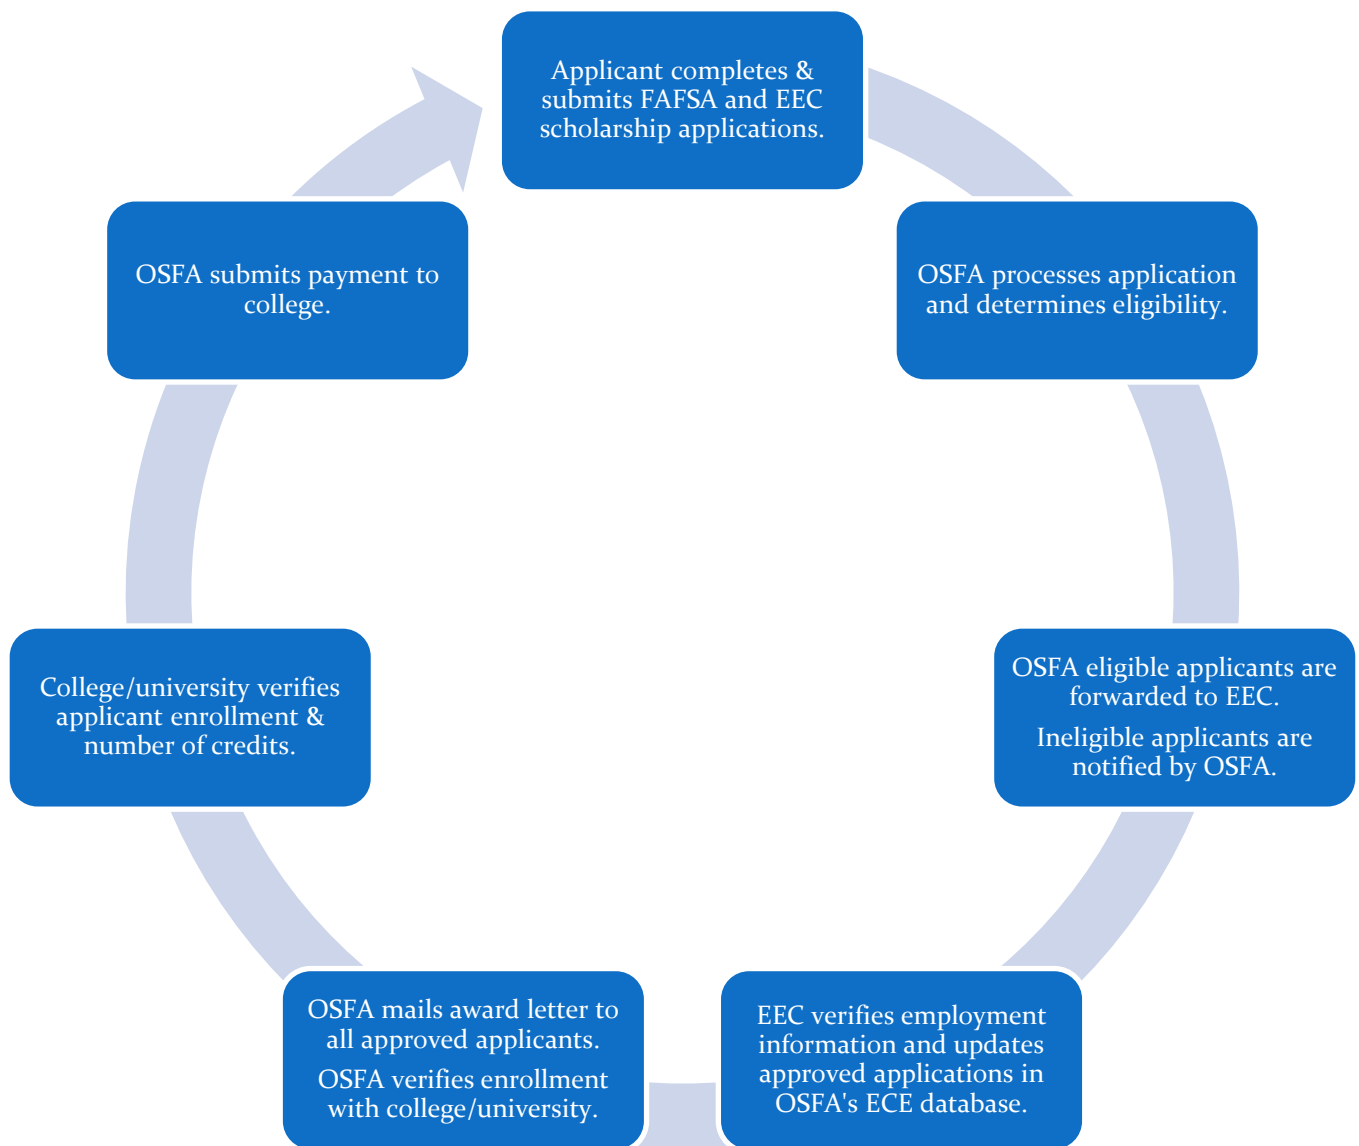 Applicant completes &
submits FAFSA and EEC
scholarship applications.
OSFA processes application
and determines eligibility.
OSFA eligible applicants are
forwarded to EEC.
Ineligible applicants are
notified by OSFA.
EEC verifies employment
information and updates
approved applications in
OSFA's ECE database.
OSFA mails award letter to
all approved applicants.
OSFA verifies enrollment
with college/university.
College/university verifies
applicant enrollment &
number of credits.
OSFA submits payment to
college.